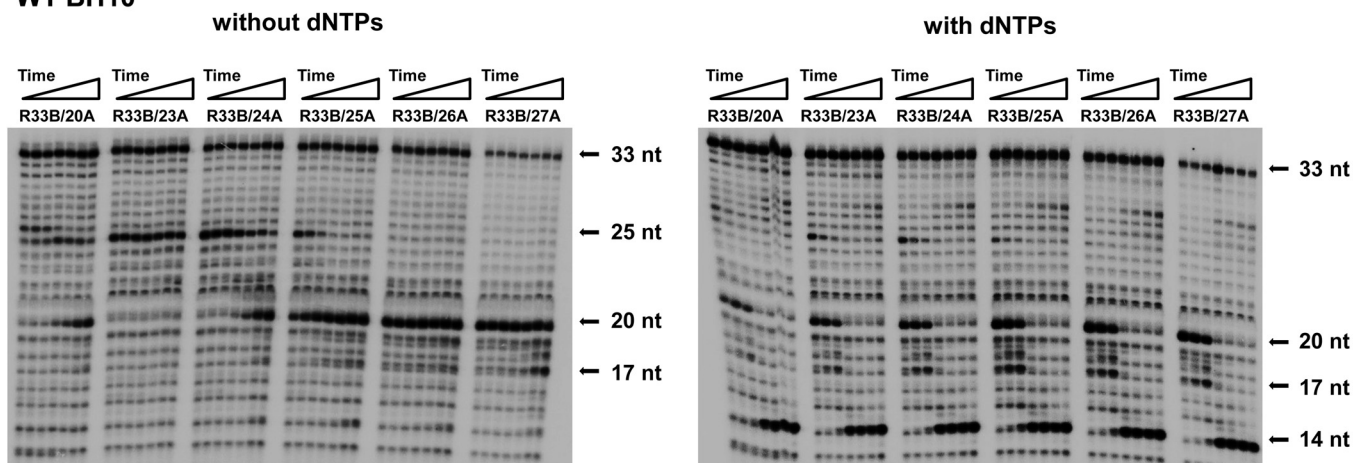 without dNTPs
with dNTPs
Time Time Time Time Time Time
R33B/20A R33B/23A R33B/24A R33B/25A R33B/26A R33B/27A
33 nt
25 nt
20 nt
17 nt
Time Time Time Time Time Time
R33B/20A R33B/23A R33B/24A R33B/25A R33B/26A R33B/27A
33 nt
20 nt
17 nt
14 nt